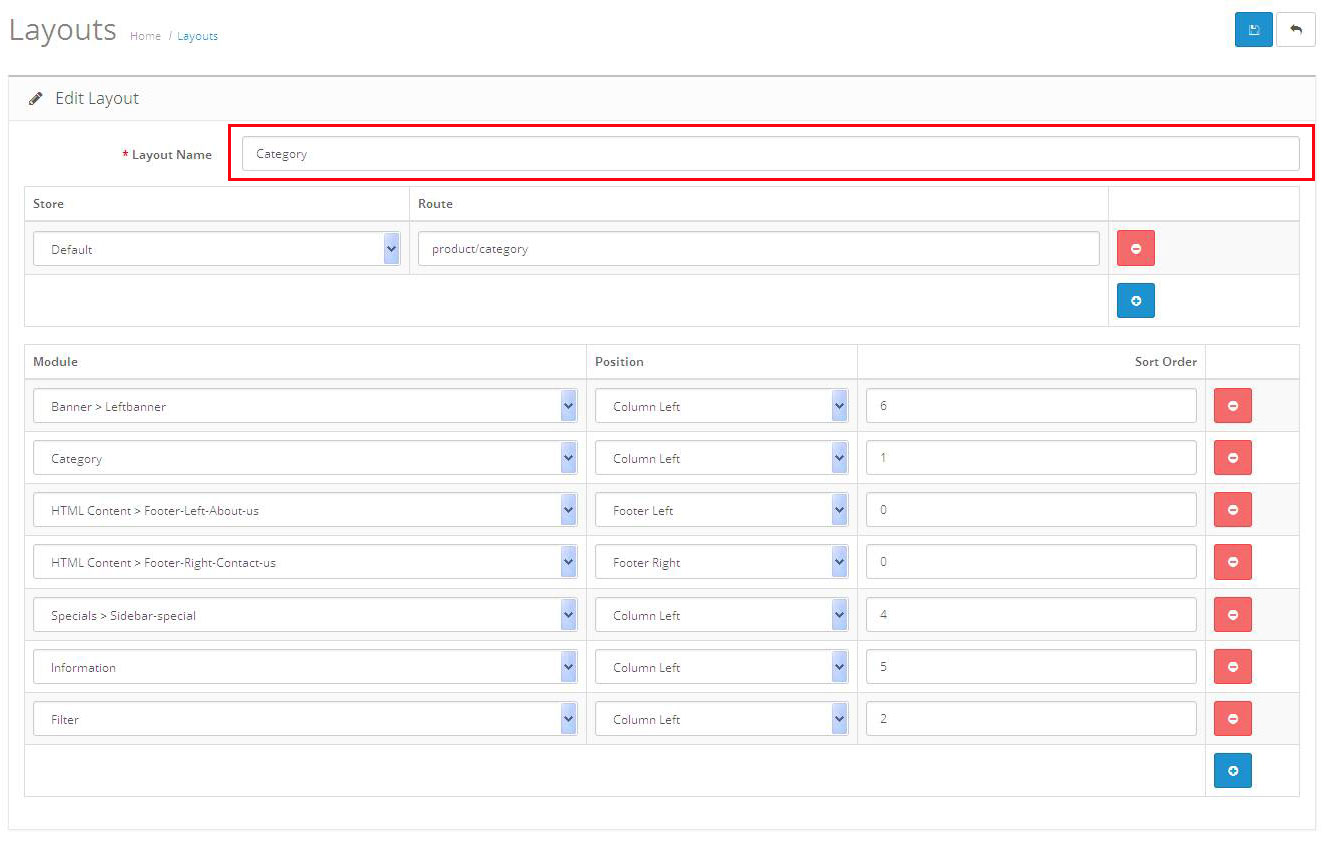 Layouts Home / Layouts
Edit Layout
* Layout Name Category
Store Route
Default product/category
Module Position Sort Order
Banner > Leftbanner Column Left 6
Category Column Left 1
HTML Content > Footer-Left-About-us Footer Left 0
HTML Content > Footer-Right-Contact-us Footer Right 0
Specials > Sidebar-special Column Left 4
Information Column Left 5
Filter Column Left 2